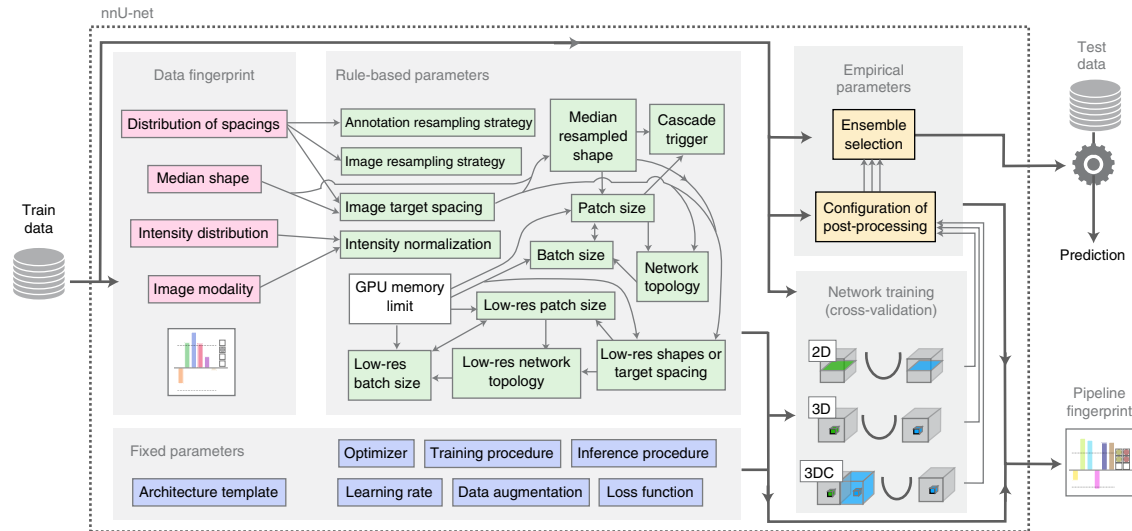 nnU-net
Train
data
Data fingerprint
Distribution of spacings
Median shape
Intensity distribution
Image modality
Rule-based parameters
Annotation resampling strategy
Image resampling strategy
Image target spacing
Intensity normalization
Median
resampled
shape
Cascade
trigger
Patch size
Batch size
Network
topology
GPU memory
limit
Low-res patch size
Low-res
batch size
Low-res network
topology
Low-res shapes or
target spacing
Fixed parameters
Architecture template
Optimizer
Training procedure
Inference procedure
Learning rate
Data augmentation
Loss function
Empirical
parameters
Ensemble
selection
Configuration of
post-processing
Network training
(cross-validation)
2D
3D
3DC
Test
data
Prediction
Pipeline
fingerprint